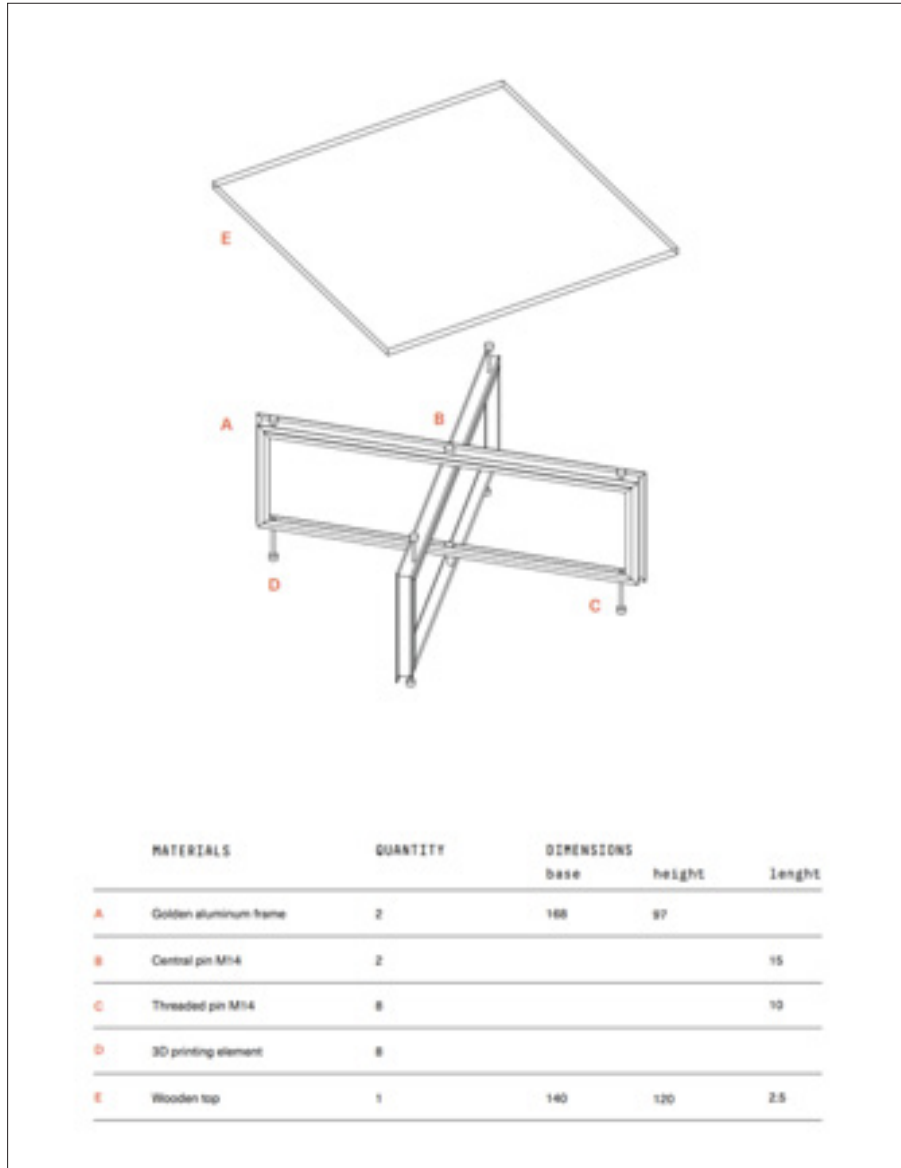 E
A
B
D
C
MATERIALS QUANTITY DIMENSIONS
base height lenght
A Golden aluminum frame 2 168 97
B Central pin M14 2 15
C Threaded pin M14 8 10
D 3D printing element 8
E Wooden top 1 140 120 2.5